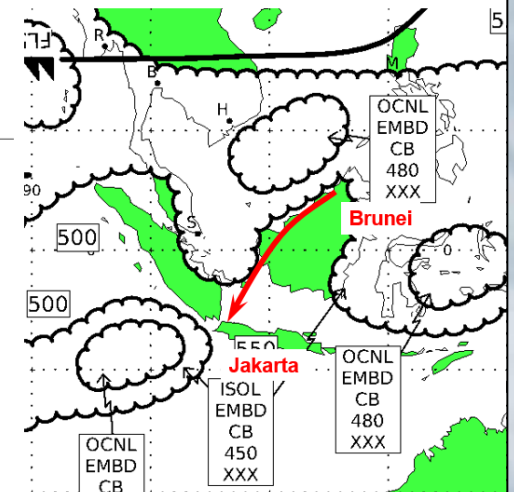 FL
5
R
B
M
H
OCNL
EMBD
CB
480
XXX
90
Brunei
S
500
0
500
550
Jakarta
ISOL
EMBD
CB
450
XXX
OCNL
EMBD
CB
480
XXX
OCNL
EMBD
CB